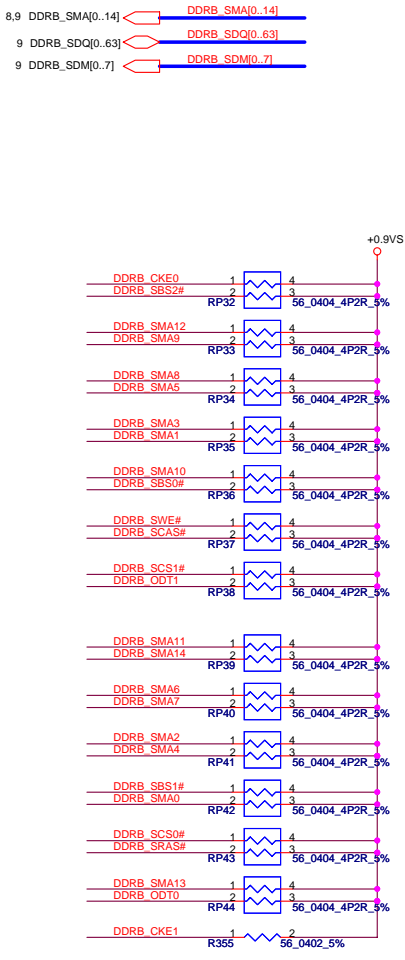 8,9 DDRB_SMA[0..14] DDRB_SMA[0..14]
9 DDRB_SDQ[0..63] DDRB_SDQ[0..63]
9 DDRB_SDM[0..7] DDRB_SDM[0..7]
+0.9VS
DDRB_CKE0 1 4
DDRB_SBS2# 2 3
RP32 56_0404_4P2R_5%
DDRB_SMA12 1 4
DDRB_SMA9 2 3
RP33 56_0404_4P2R_5%
DDRB_SMA8 1 4
DDRB_SMA5 2 3
RP34 56_0404_4P2R_5%
DDRB_SMA3 1 4
DDRB_SMA1 2 3
RP35 56_0404_4P2R_5%
DDRB_SMA10 1 4
DDRB_SBS0# 2 3
RP36 56_0404_4P2R_5%
DDRB_SWE# 1 4
DDRB_SCAS# 2 3
RP37 56_0404_4P2R_5%
DDRB_SCS1# 1 4
DDRB_ODT1 2 3
RP38 56_0404_4P2R_5%
DDRB_SMA11 1 4
DDRB_SMA14 2 3
RP39 56_0404_4P2R_5%
DDRB_SMA6 1 4
DDRB_SMA7 2 3
RP40 56_0404_4P2R_5%
DDRB_SMA2 1 4
DDRB_SMA4 2 3
RP41 56_0404_4P2R_5%
DDRB_SBS1# 1 4
DDRB_SMA0 2 3
RP42 56_0404_4P2R_5%
DDRB_SCS0# 1 4
DDRB_SRAS# 2 3
RP43 56_0404_4P2R_5%
DDRB_SMA13 1 4
DDRB_ODT0 2 3
RP44 56_0404_4P2R_5%
DDRB_CKE1 1 2
R355 56_0402_5%